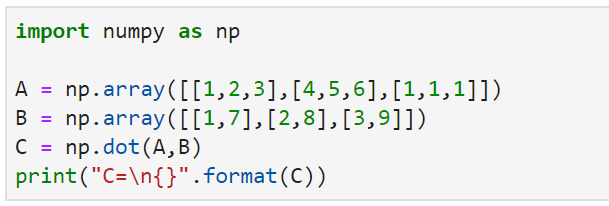 import numpy as np
A = np.array([[1,2,3],[4,5,6],[1,1,1]])
B = np.array([[1,7],[2,8],[3,9]])
C = np.dot(A,B)
print("C=\n{}".format(C))